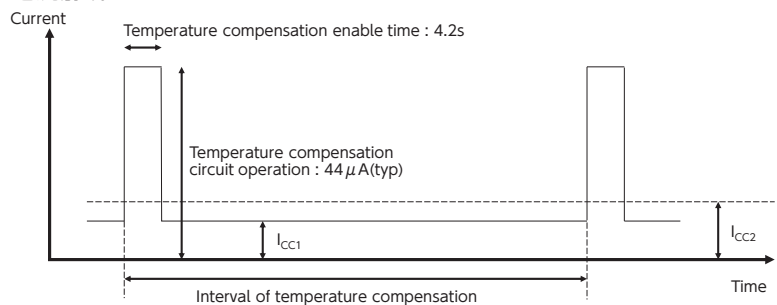 Current
Temperature compensation enable time : 4.2s
Temperature compensation
circuit operation : 44μA(typ)
ICC1
ICC2
Time
Interval of temperature compensation